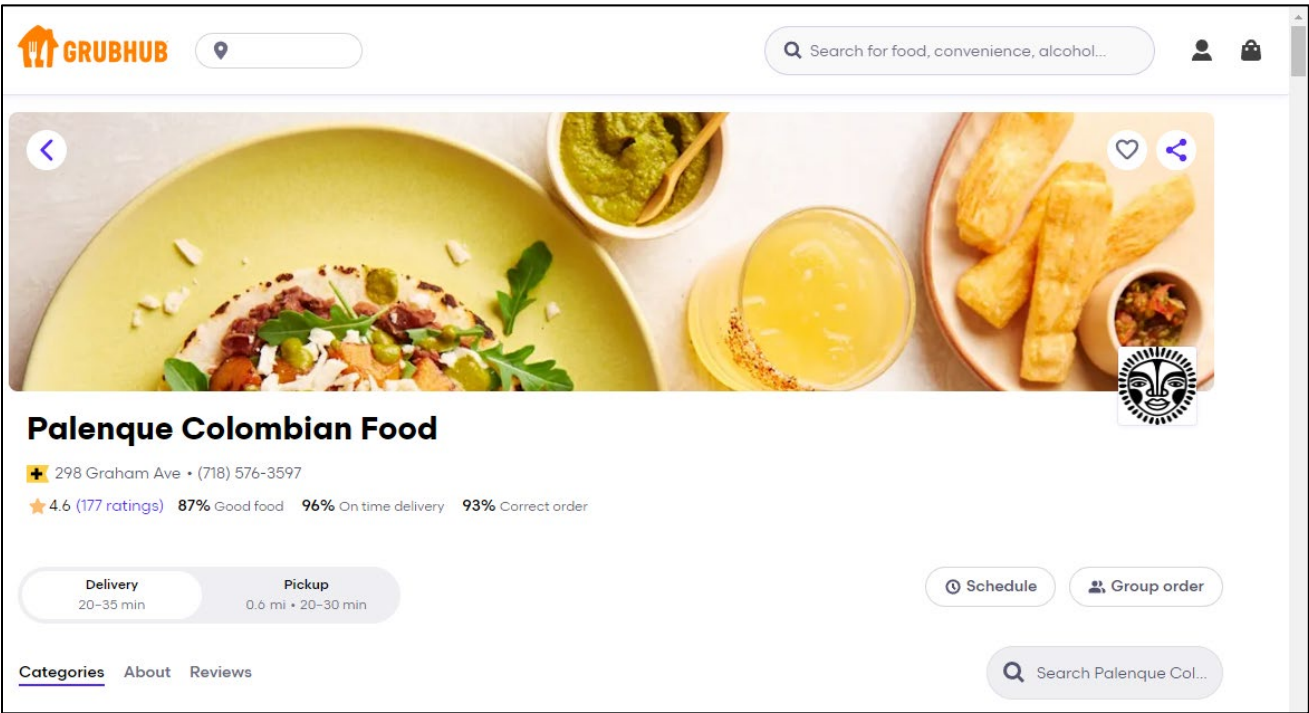 GRUBHUB
Search for food, convenience, alcohol...
Palenque Colombian Food
298 Graham Ave • (718) 576-3597
4.6 (177 ratings) 87% Good food 96% On time delivery 93% Correct order
Delivery
20-35 min
Pickup
0.6 mi • 20-30 min
Schedule
Group order
Categories About Reviews
Search Palenque Col...